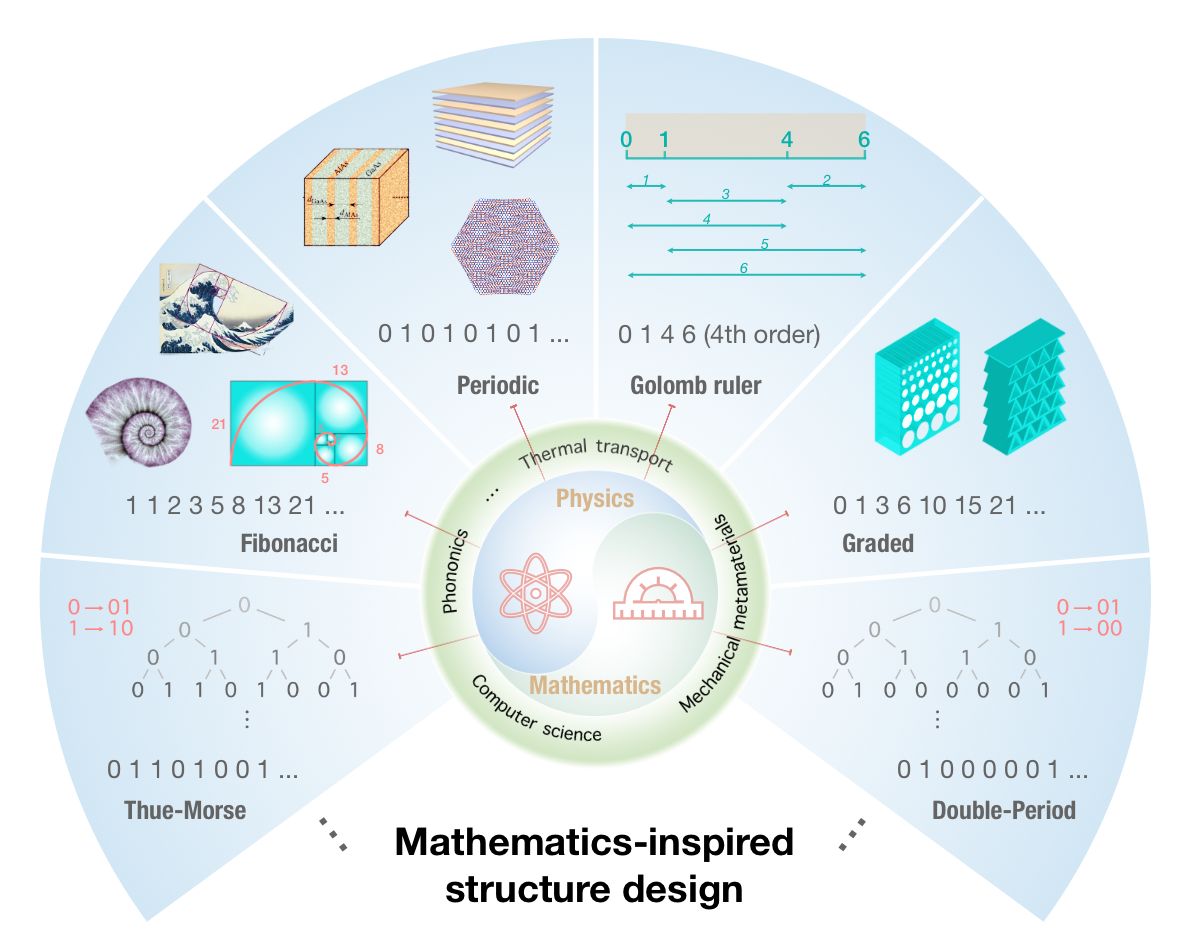 0 1 4 6
1
2
3
4
5
6
0 1 4 6 (4th order)
Golomb ruler
AlAs
GaAs
dGaAs
dAlAs
0 1 0 1 0 1 0 1 ...
Periodic
13
21
8
5
1 1 2 3 5 8 13 21 ...
Fibonacci
0 1 3 6 10 15 21 ...
Graded
0→01
1→10
0
0 1
0 1 1 0
0 1 1 0 1 0 0 1
⋮
0 1 1 0 1 0 0 1 ...
Thue-Morse
0→01
1→00
0
0 1
0 1 1 0
0 1 0 0 0 0 0 1
⋮
0 1 0 0 0 0 0 1 ...
Double-Period
Thermal transport
...
Phononics
Computer science
Mechanical metamaterials
Physics
Mathematics
Mathematics-inspired
structure design